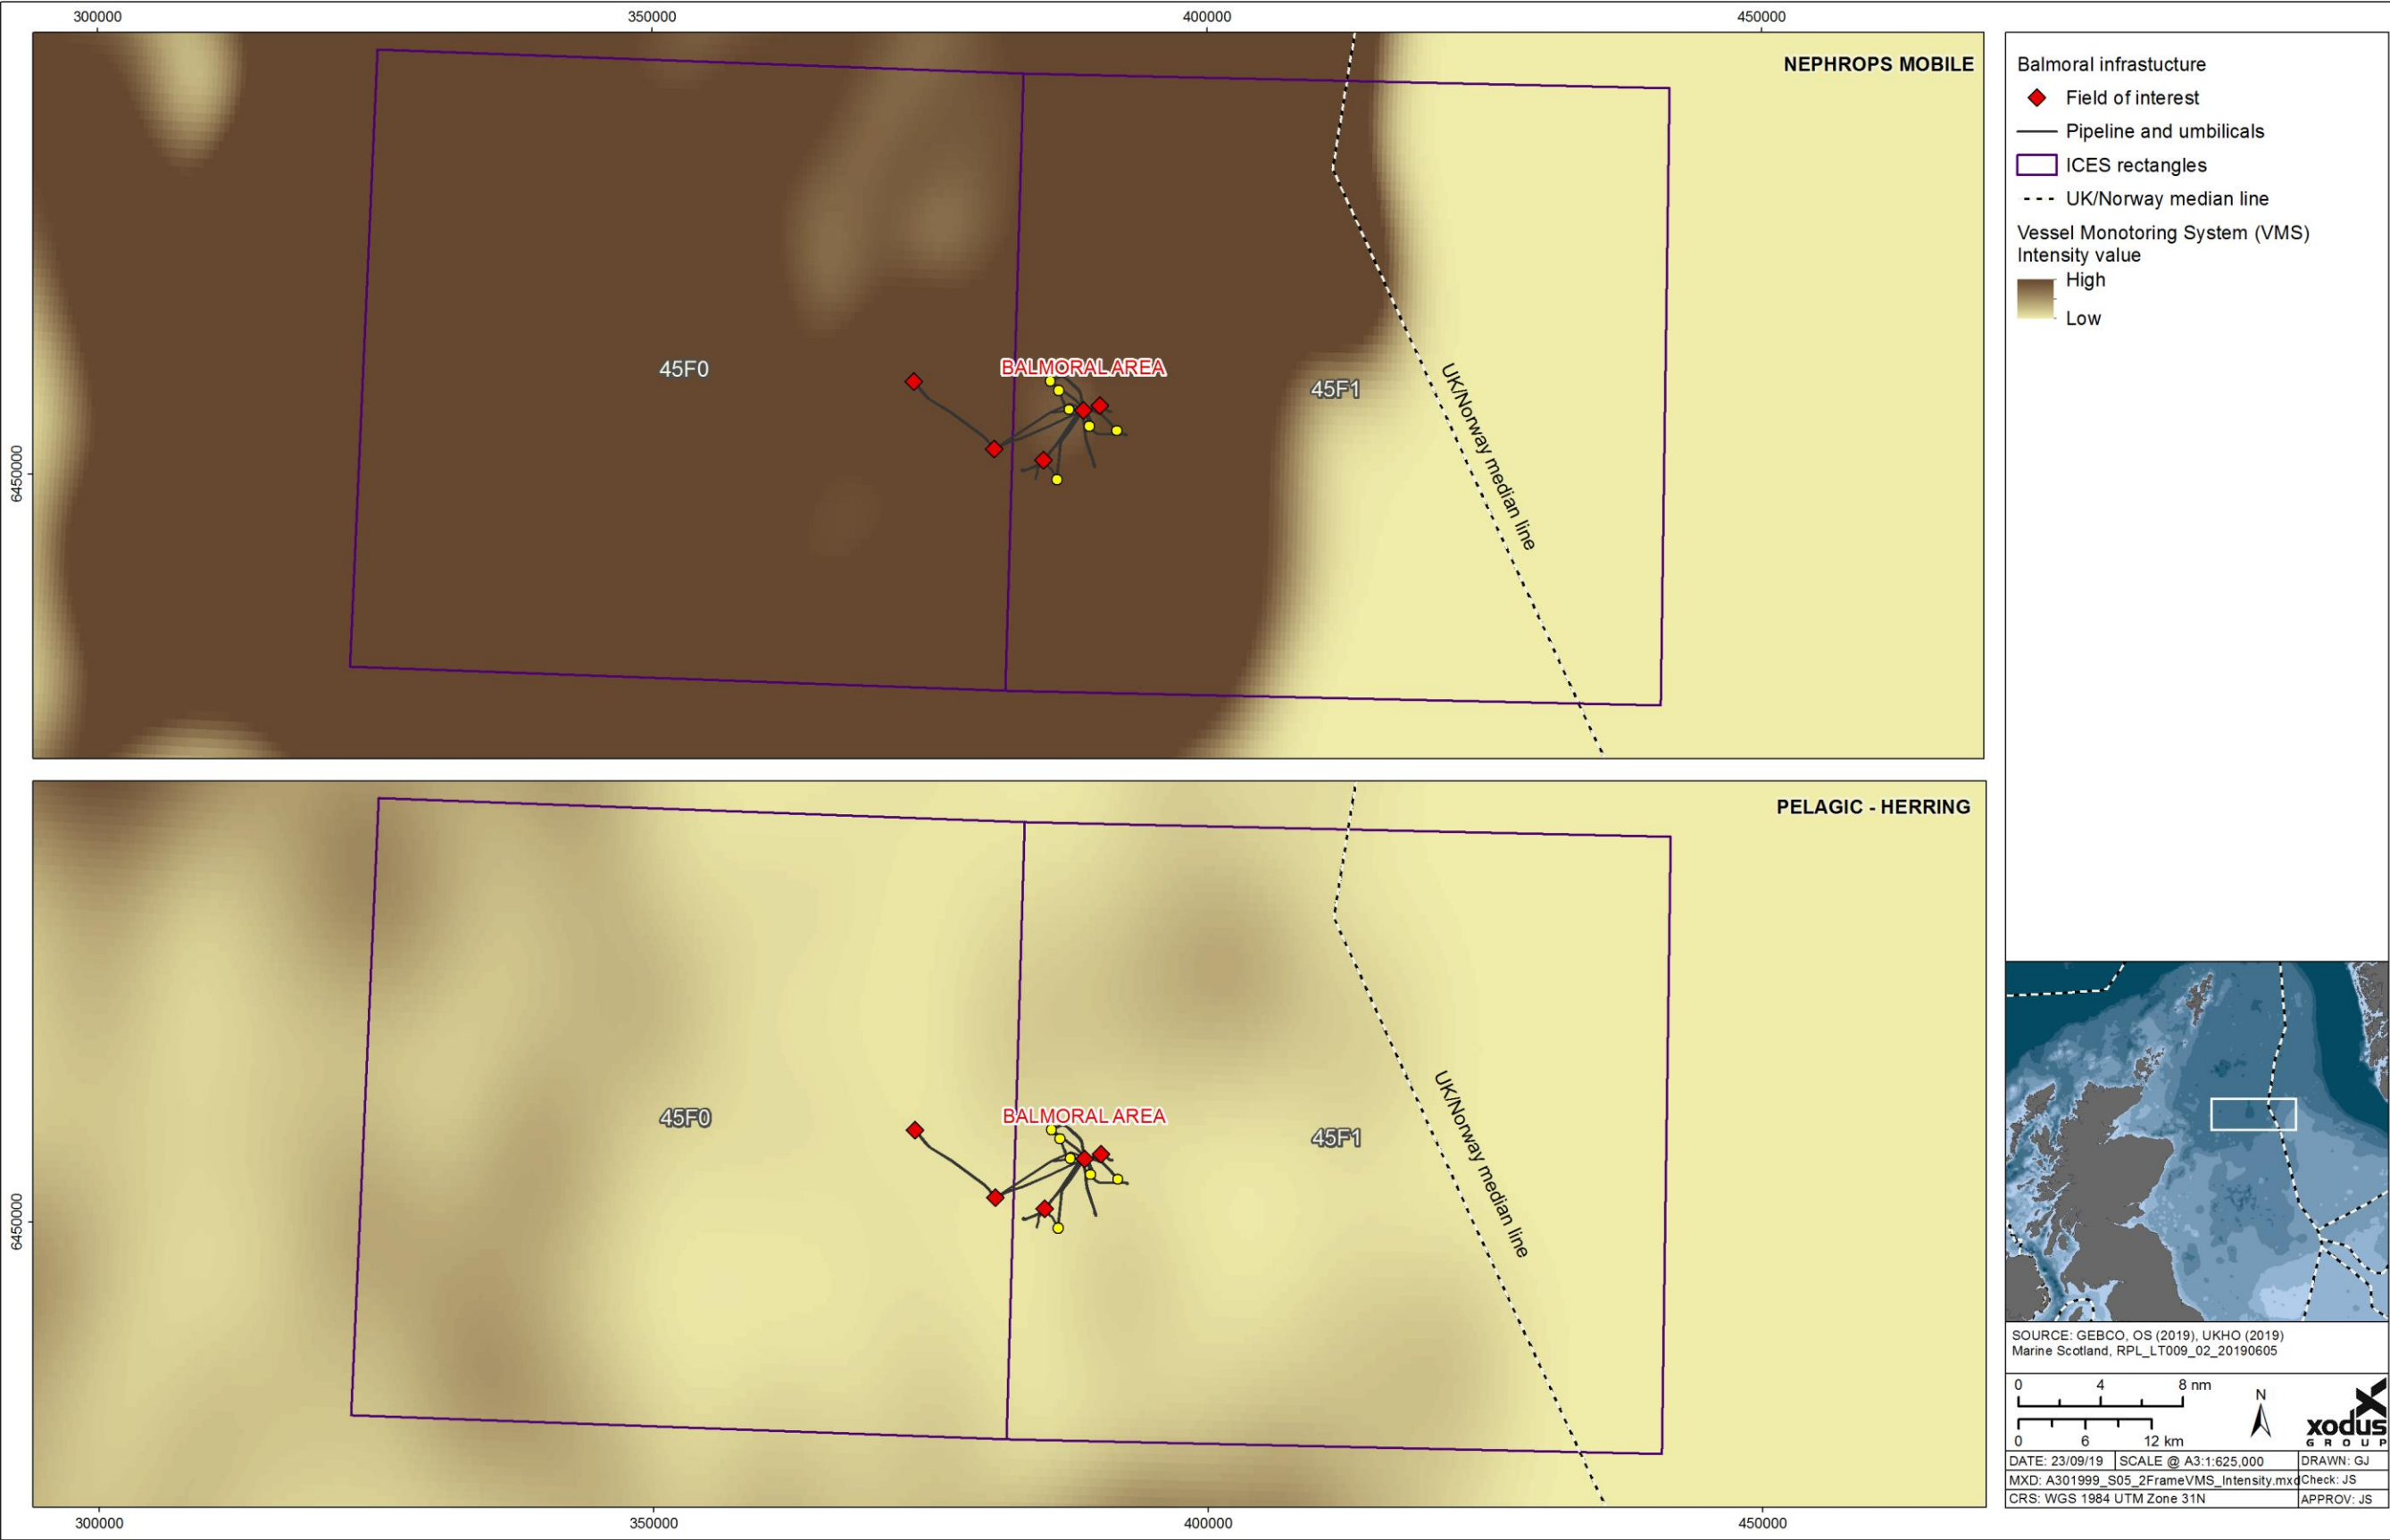 300000
350000
400000
450000
NEPHROPS MOBILE
45F0
BALMORAL AREA
45F1
UK/Norway median line
6450000
PELAGIC - HERRING
45F0
BALMORAL AREA
45F1
UK/Norway median line
6450000
300000
350000
400000
450000
Balmoral infrastucture
Field of interest
Pipeline and umbilicals
ICES rectangles
UK/Norway median line
Vessel Monotoring System (VMS)
Intensity value
High
Low
SOURCE: GEBCO, OS (2019), UKHO (2019)
Marine Scotland, RPL_LT009_02_20190605
0 4 8 nm
0 6 12 km
N
xodus
GROUP
DATE: 23/09/19 SCALE @ A3:1:625,000 DRAWN: GJ
MXD: A301999_S05_2FrameVMS_Intensity.mxd Check: JS
CRS: WGS 1984 UTM Zone 31N APPROV: JS